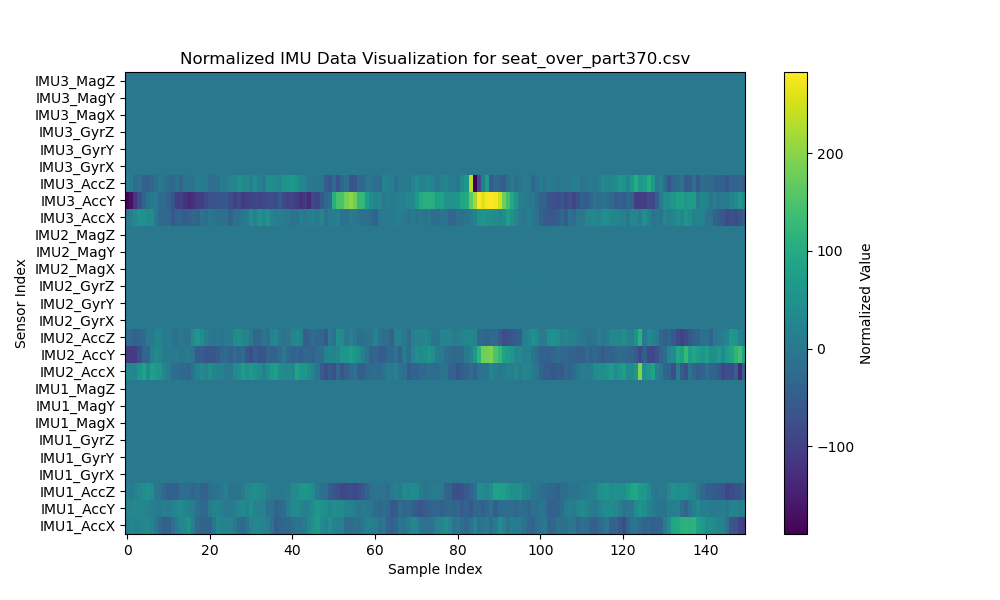 Normalized IMU Data Visualization for seat_over_part370.csv
IMU3_MagZ
IMU3_MagY
IMU3_MagX
IMU3_GyrZ
IMU3_GyrY
IMU3_GyrX
IMU3_AccZ
IMU3_AccY
IMU3_AccX
IMU2_MagZ
IMU2_MagY
IMU2_MagX
IMU2_GyrZ
IMU2_GyrY
IMU2_GyrX
IMU2_AccZ
IMU2_AccY
IMU2_AccX
IMU1_MagZ
IMU1_MagY
IMU1_MagX
IMU1_GyrZ
IMU1_GyrY
IMU1_GyrX
IMU1_AccZ
IMU1_AccY
IMU1_AccX
Sensor Index
0 20 40 60 80 100 120 140
Sample Index
200
100
0
−100
Normalized Value